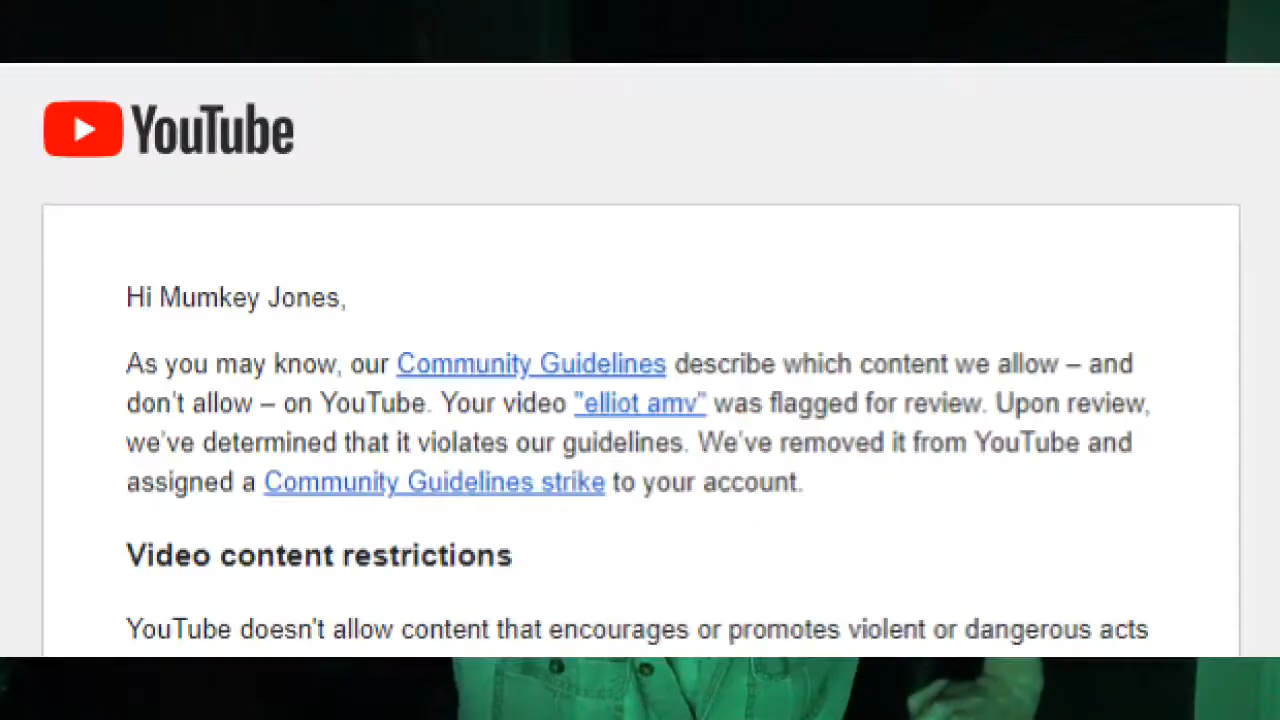 YouTube
Hi Mumkey Jones,
As you may know, our Community Guidelines describe which content we allow – and
don't allow – on YouTube. Your video "elliot amv" was flagged for review. Upon review,
we've determined that it violates our guidelines. We've removed it from YouTube and
assigned a Community Guidelines strike to your account.
Video content restrictions
YouTube doesn't allow content that encourages or promotes violent or dangerous acts